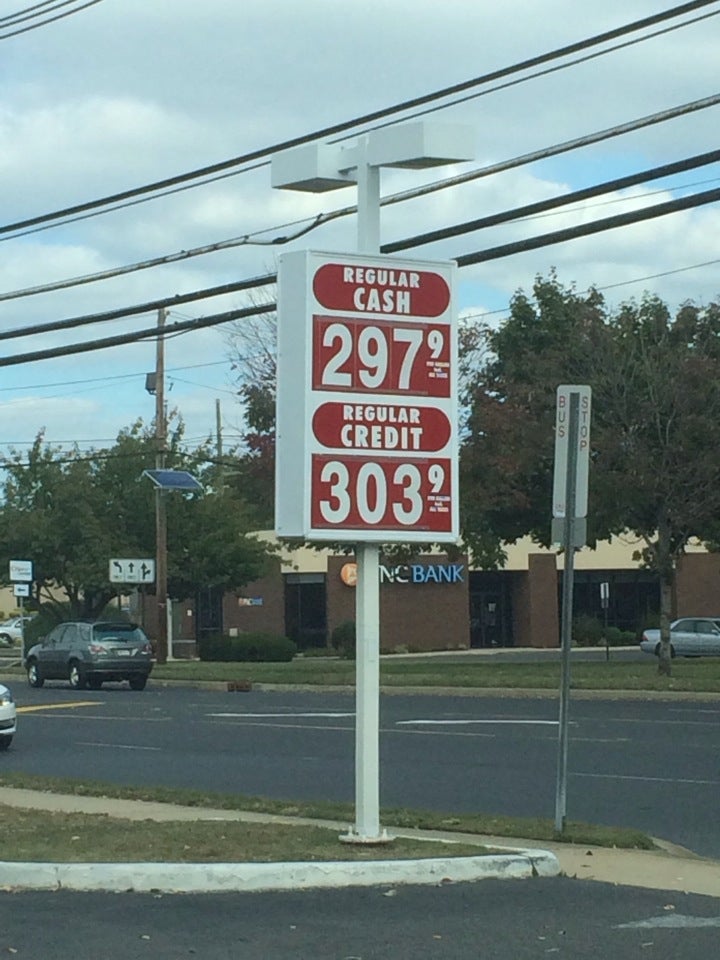 REGULAR
CASH
297 9
REGULAR
CREDIT
303 9
BUS STOP
PNC BANK